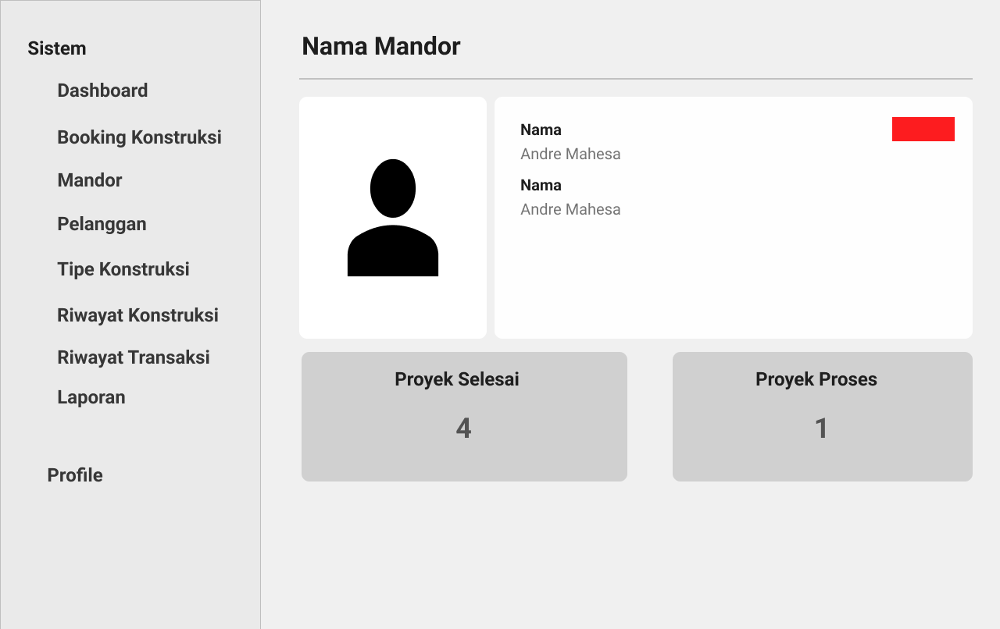 Sistem
Dashboard
Booking Konstruksi
Mandor
Pelanggan
Tipe Konstruksi
Riwayat Konstruksi
Riwayat Transaksi
Laporan
Profile
Nama Mandor
Nama
Andre Mahesa
Nama
Andre Mahesa
Proyek Selesai
4
Proyek Proses
1